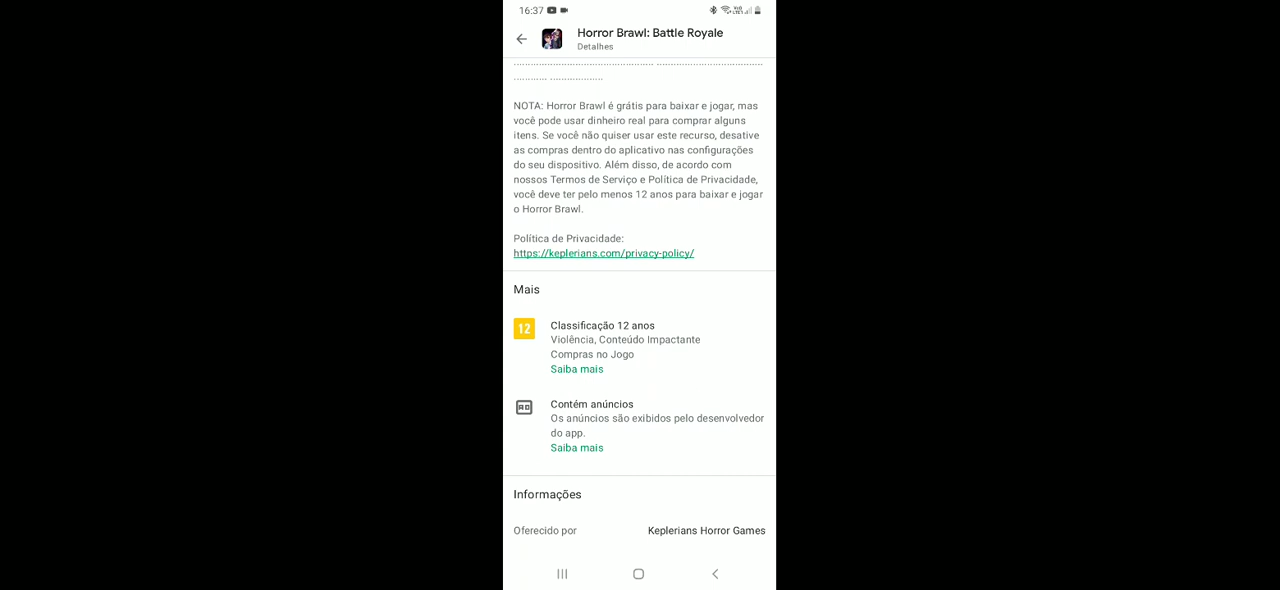 16:37
Horror Brawl: Battle Royale
Detalhes
NOTA: Horror Brawl é grátis para baixar e jogar, mas
você pode usar dinheiro real para comprar alguns
itens. Se você não quiser usar este recurso, desative
as compras dentro do aplicativo nas configurações
do seu dispositivo. Além disso, de acordo com
nossos Termos de Serviço e Política de Privacidade,
você deve ter pelo menos 12 anos para baixar e jogar
o Horror Brawl.
Política de Privacidade:
https://keplerians.com/privacy-policy/
Mais
12
Classificação 12 anos
Violência, Conteúdo Impactante
Compras no Jogo
Saiba mais
AD
Contém anúncios
Os anúncios são exibidos pelo desenvolvedor
do app.
Saiba mais
Informações
Oferecido por
Keplerians Horror Games